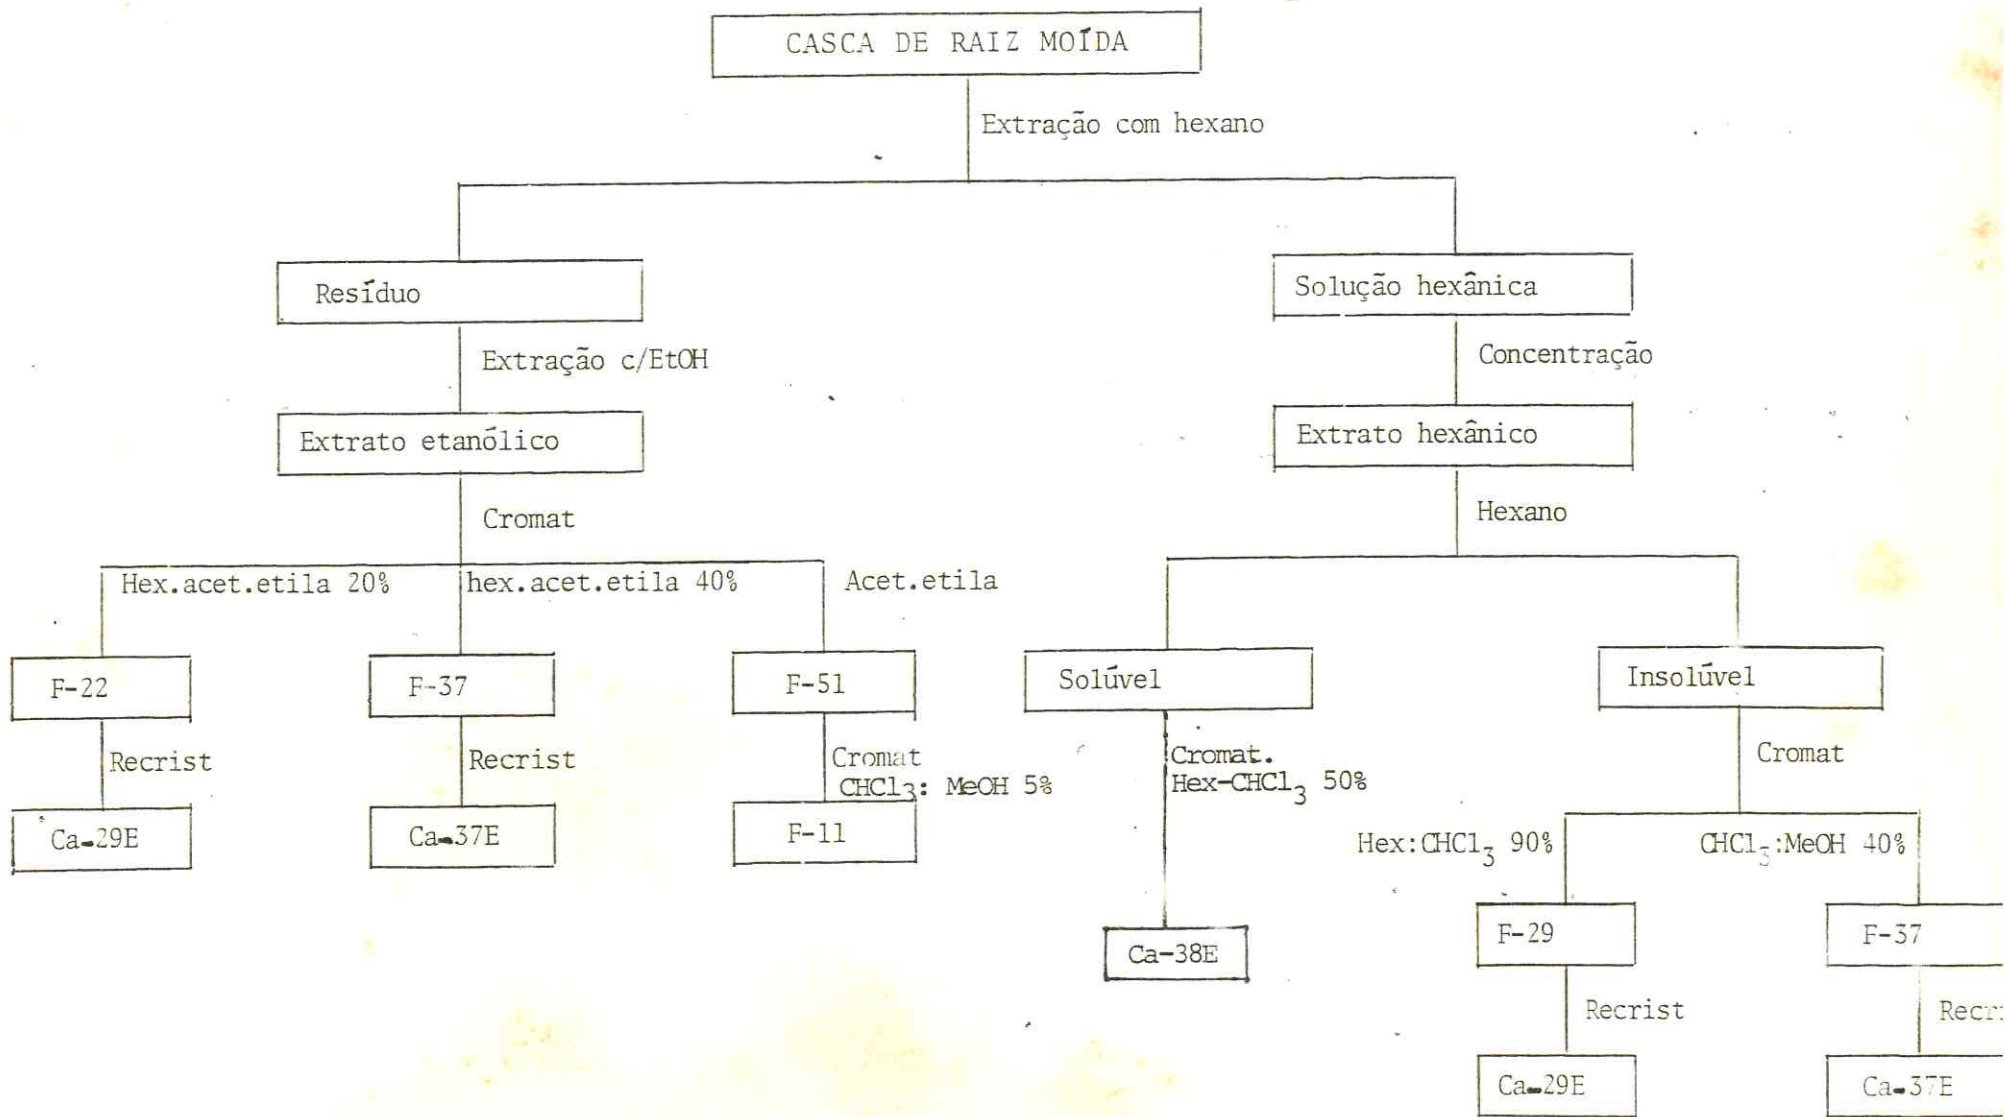 CASCA DE RAIZ MOÍDA
Extração com hexano
Resíduo
Solução hexânica
Extração c/EtOH
Concentração
Extrato etanólico
Extrato hexânico
Cromat
Hexano
Hex.acet.etila 20%
hex.acet.etila 40%
Acet.etila
F-22
F-37
F-51
Solúvel
Insolúvel
Recrist
Recrist
Cromat
CHCl3: MeOH 5%
Cromat.
Hex-CHCl3 50%
Cromat
Ca-29E
Ca-37E
F-11
Hex:CHCl3 90%
CHCl3:MeOH 40%
Ca-38E
F-29
F-37
Recrist
Recri
Ca-29E
Ca-37E